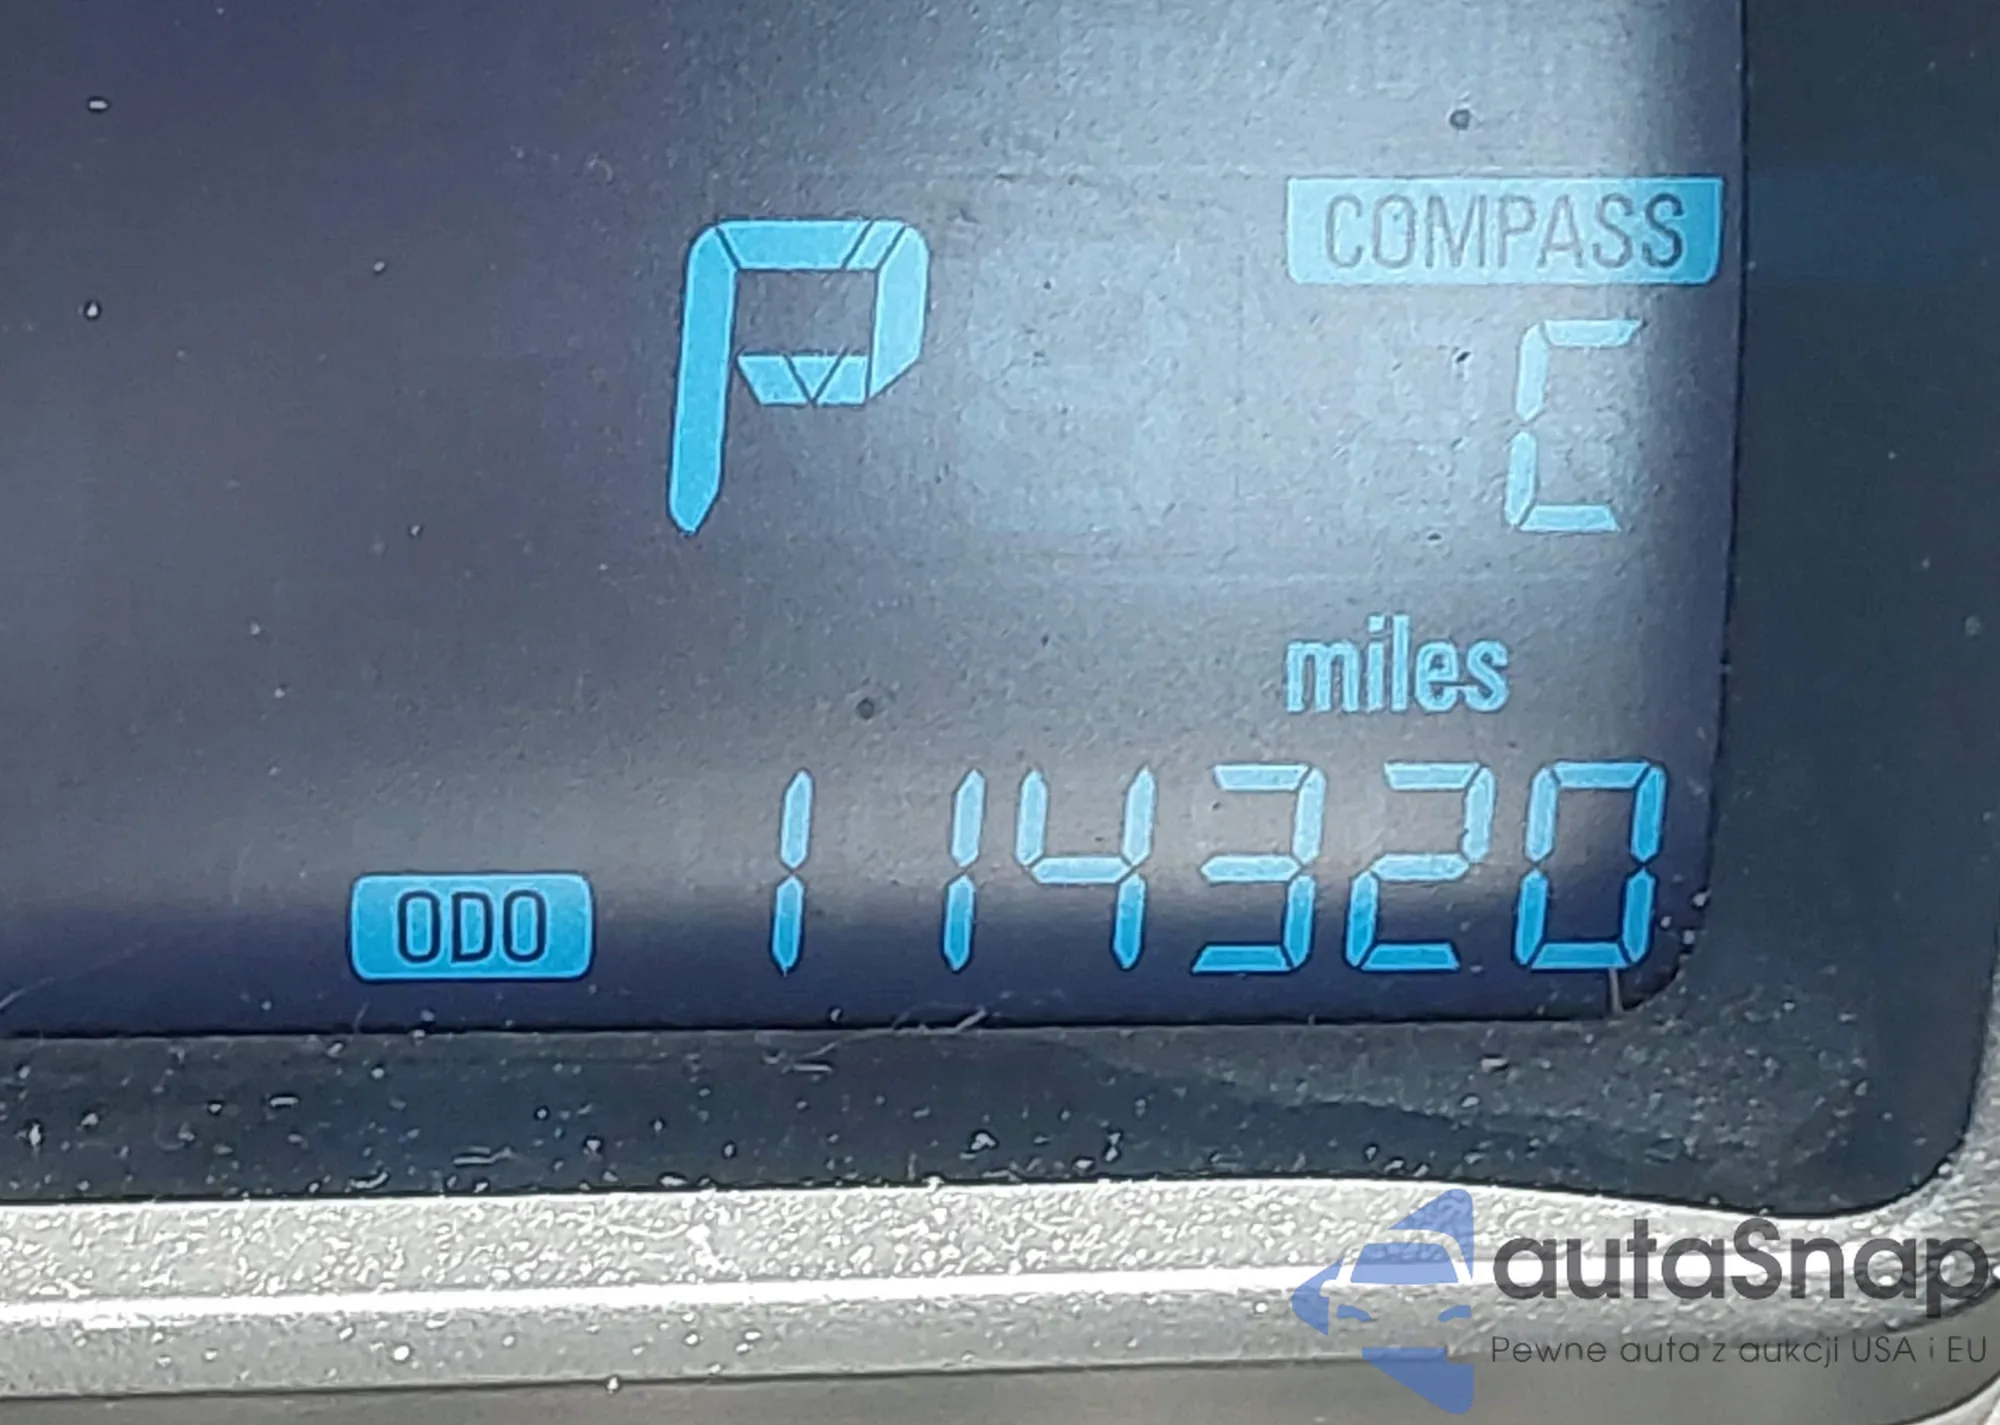 COMPASS
P C
miles
ODO 114320
autaSnap
Pewne auta z aukcji USA i EU